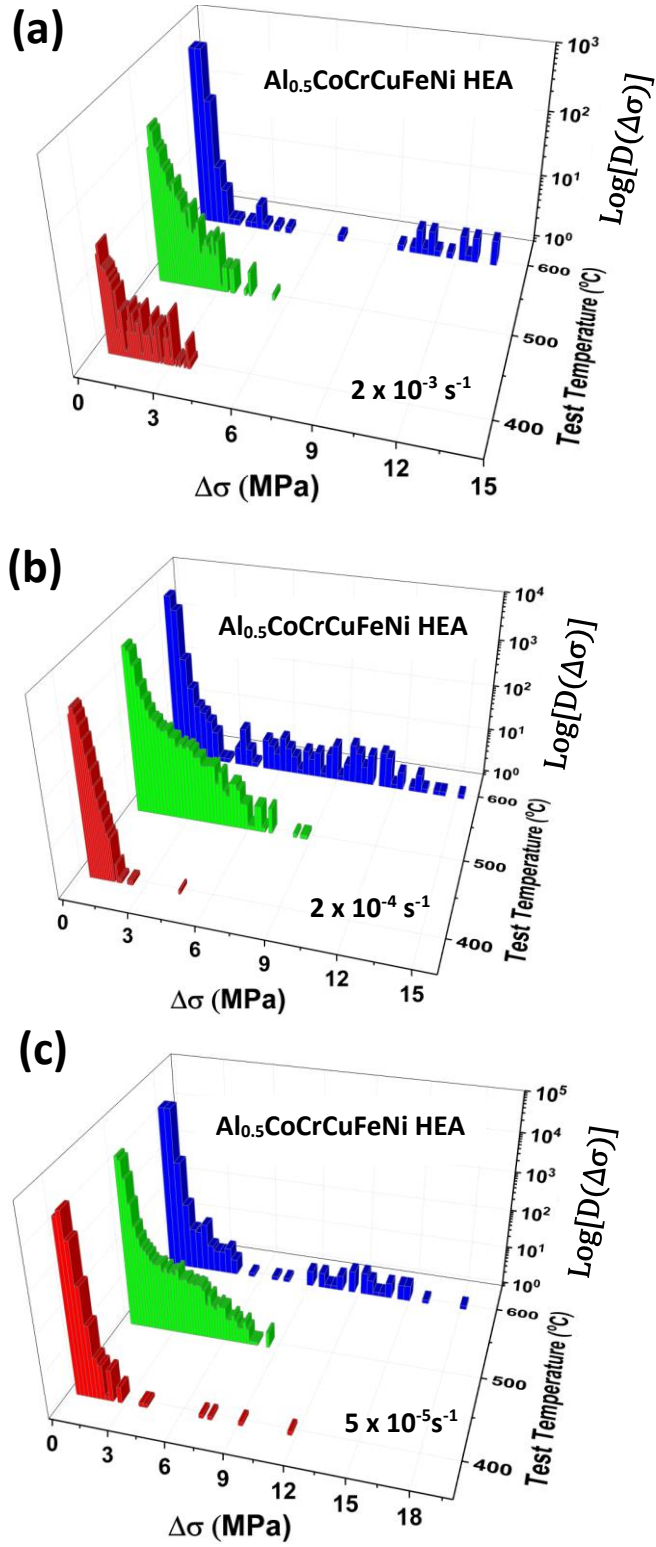 (a)
Al0.5CoCrCuFeNi HEA
10³
10²
10¹
10⁰
Log[D(Δσ)]
600
500
400
Test Temperature (⁰C)
2 x 10⁻³ s⁻¹
0
3
6
9
12
15
Δσ (MPa)
(b)
Al0.5CoCrCuFeNi HEA
10⁴
10³
10²
10¹
10⁰
Log[D(Δσ)]
600
500
400
Test Temperature (⁰C)
2 x 10⁻⁴ s⁻¹
0
3
6
9
12
15
Δσ (MPa)
(c)
Al0.5CoCrCuFeNi HEA
10⁵
10⁴
10³
10²
10¹
10⁰
Log[D(Δσ)]
600
500
400
Test Temperature (⁰C)
5 x 10⁻⁵s⁻¹
0
3
6
9
12
15
18
Δσ (MPa)